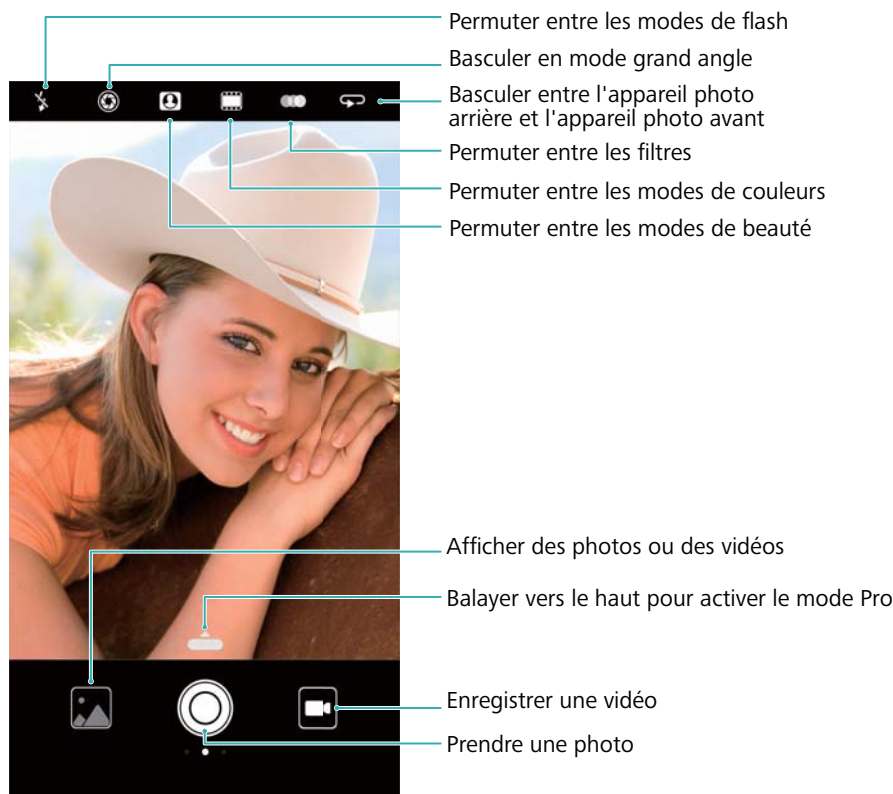 Permuter entre les modes de flash
Basculer en mode grand angle
Basculer entre l'appareil photo
arrière et l'appareil photo avant
Permuter entre les filtres
Permuter entre les modes de couleurs
Permuter entre les modes de beauté
Afficher des photos ou des vidéos
Balayer vers le haut pour activer le mode Pro
Enregistrer une vidéo
Prendre une photo